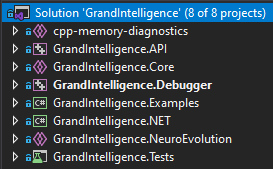 Solution 'GrandIntelligence' (8 of 8 projects)
cpp-memory-diagnostics
GrandIntelligence.API
GrandIntelligence.Core
GrandIntelligence.Debugger
GrandIntelligence.Examples
GrandIntelligence.NET
GrandIntelligence.NeuroEvolution
GrandIntelligence.Tests